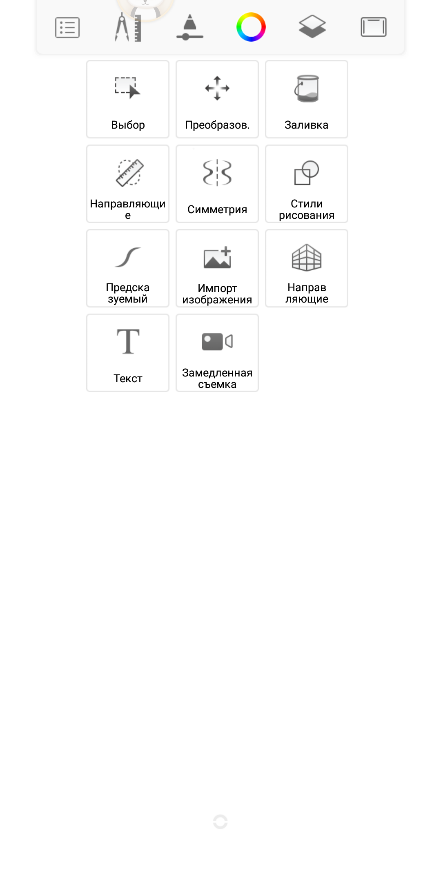 Выбор
Преобразов.
Заливка
Направляющи
е
Симметрия
Стили
рисования
Предска
зуемый
Импорт
изображения
Направ
ляющие
Текст
Замедленная
съемка